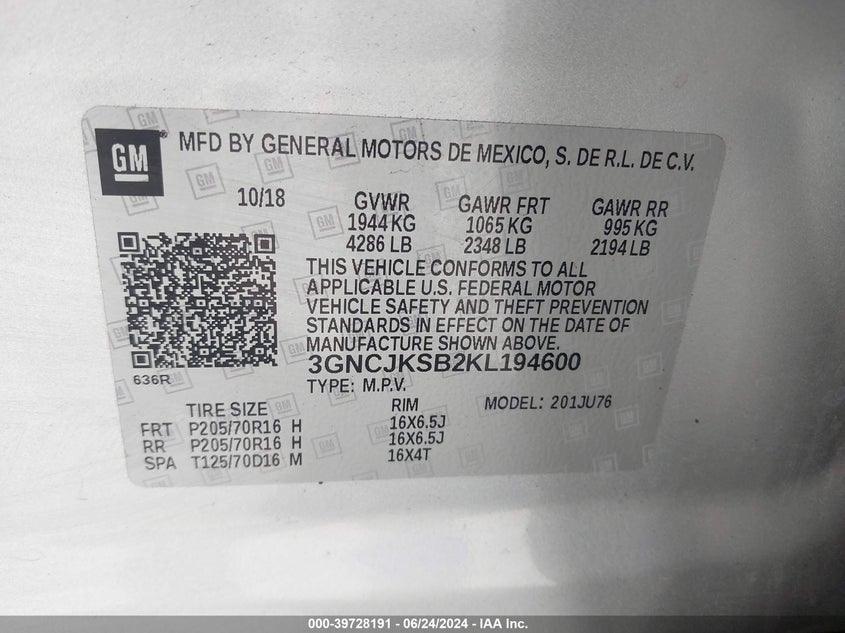 GM
MFD BY GENERAL MOTORS DE MEXICO, S. DE R.L. DE C.V.
10/18 GVWR GAWR FRT GAWR RR
1944 KG 1065 KG 995 KG
4286 LB 2348 LB 2194 LB
THIS VEHICLE CONFORMS TO ALL
APPLICABLE U.S. FEDERAL MOTOR
VEHICLE SAFETY AND THEFT PREVENTION
STANDARDS IN EFFECT ON THE DATE OF
MANUFACTURE SHOWN ABOVE.
3GNCJKSB2KL194600
636R TYPE: M.P.V. MODEL: 201JU76
TIRE SIZE RIM
FRT P205/70R16 H 16X6.5J
RR P205/70R16 H 16X6.5J
SPA T125/70D16 M 16X4T
000-39728191 / 06/24/2024 - IAA Inc.